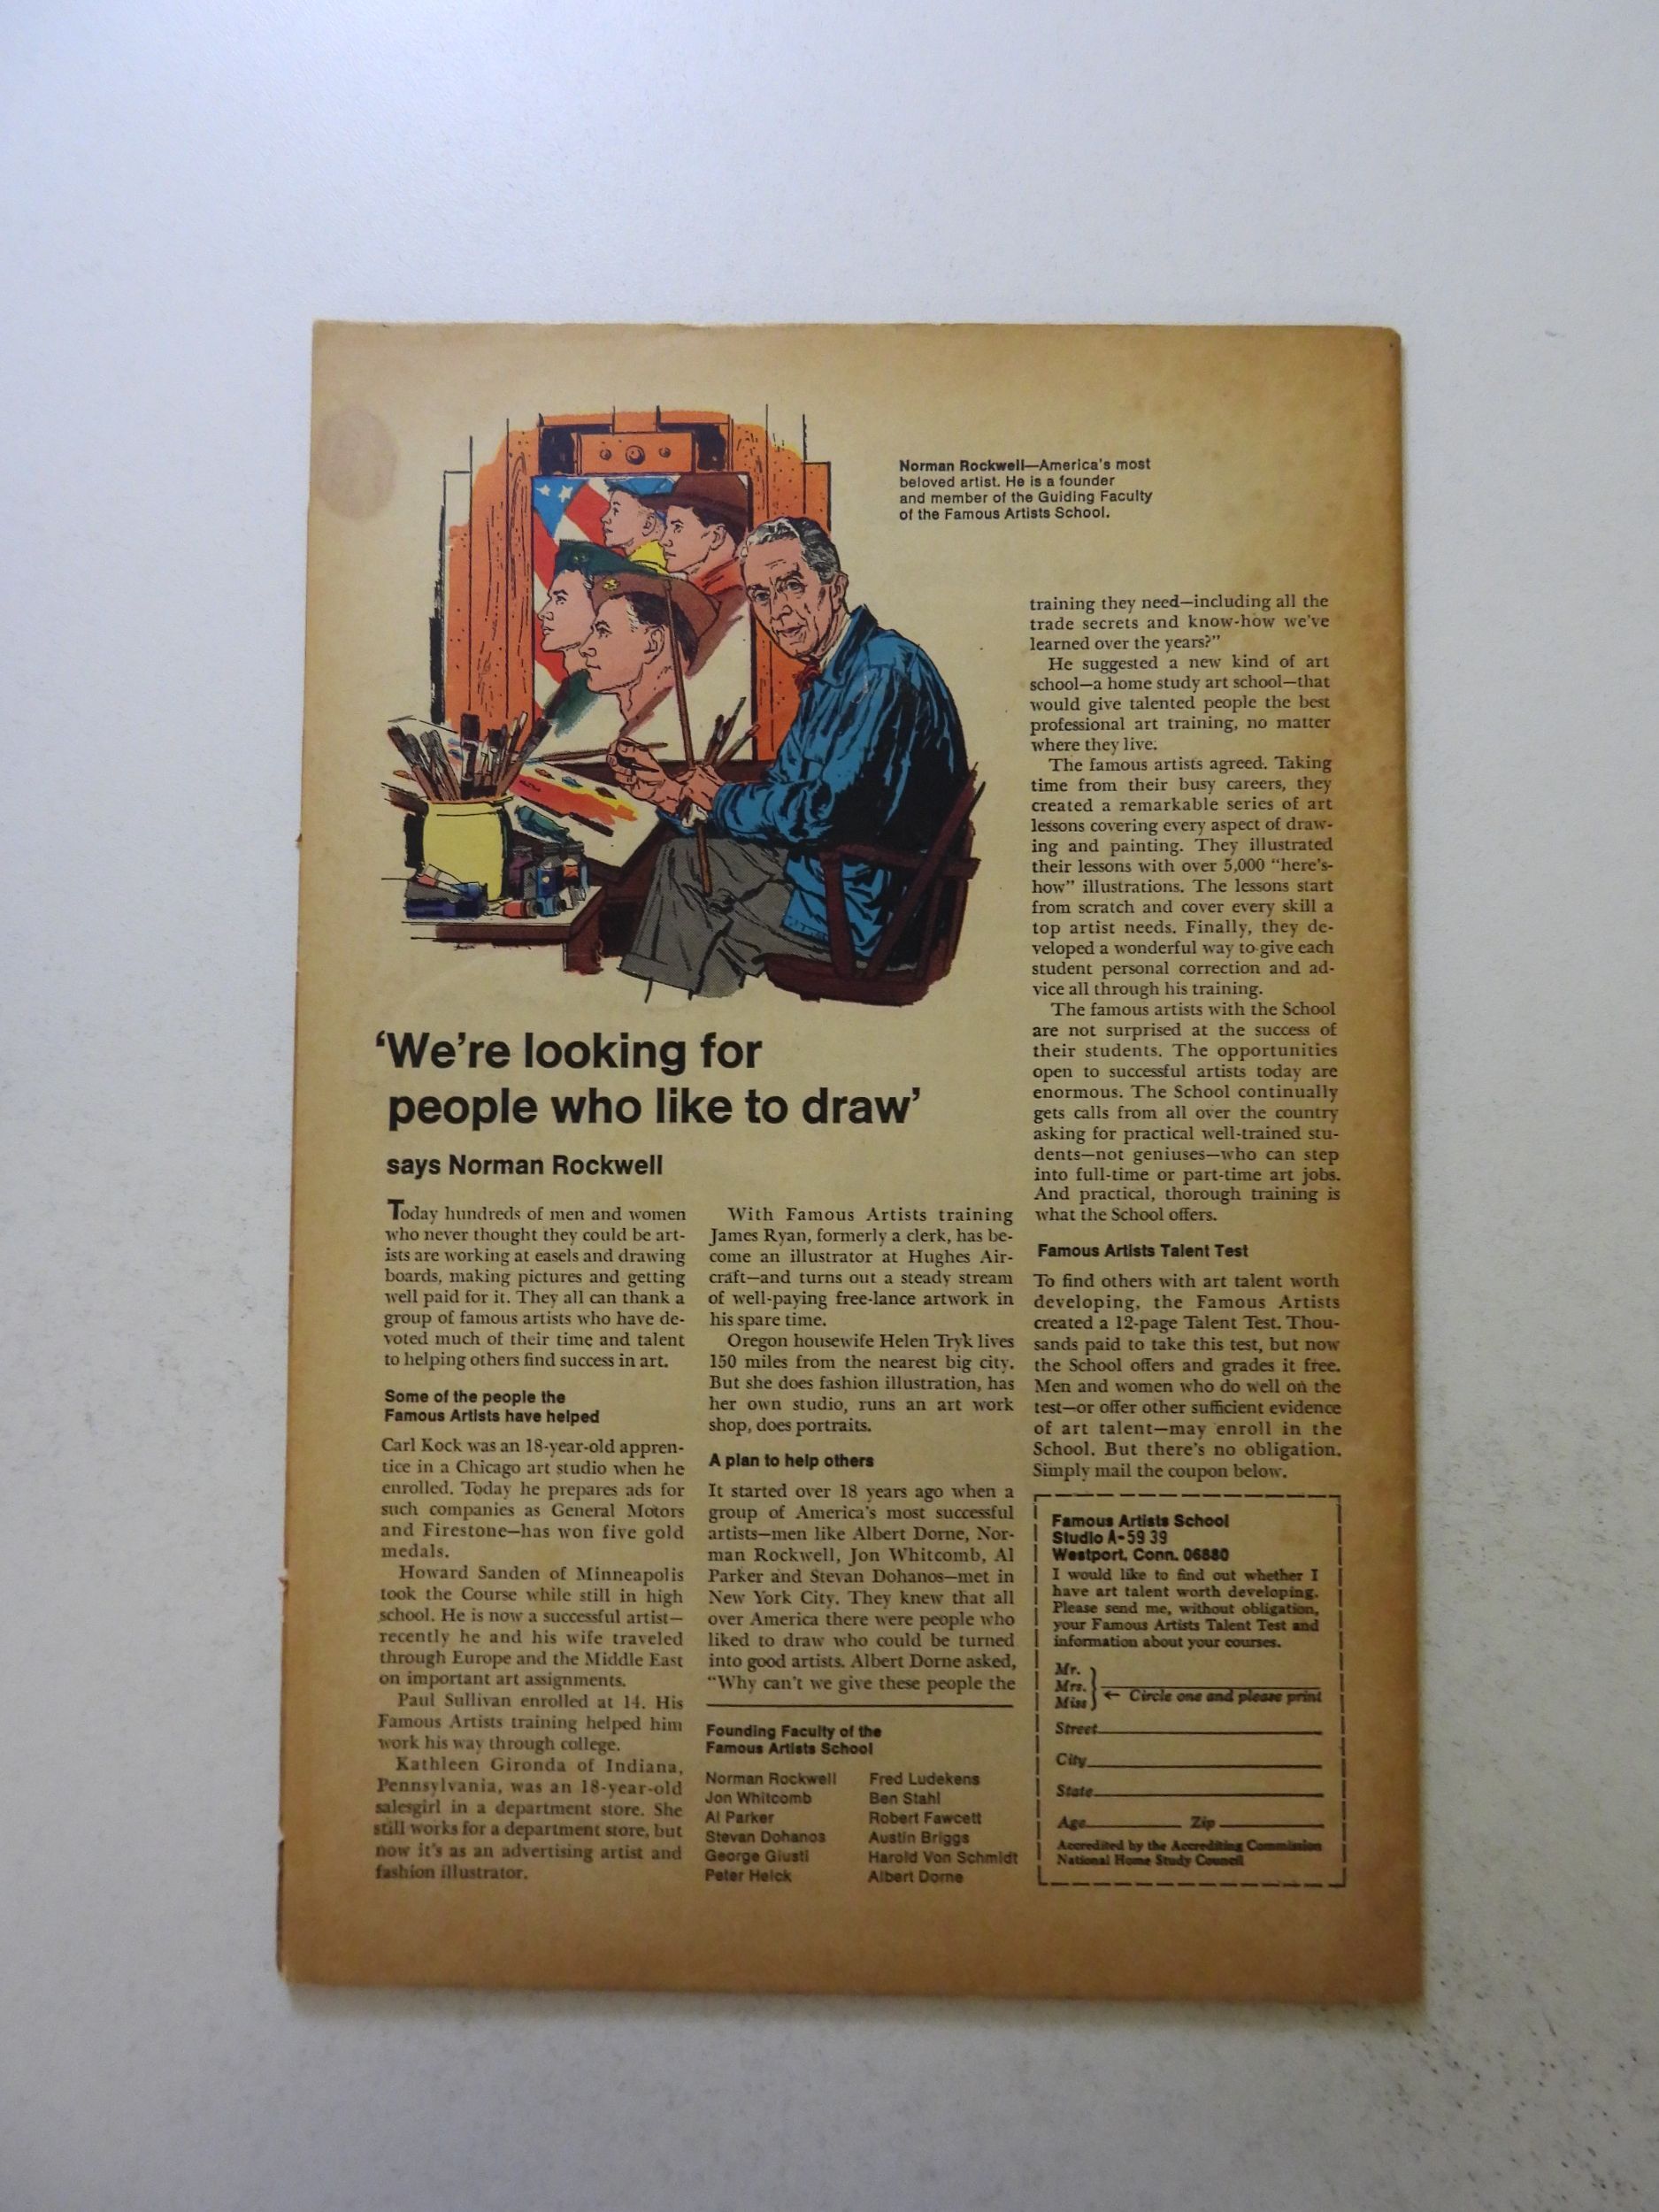 Norman Rockwell—America's most
beloved artist. He is a founder
and member of the Guiding Faculty
of the Famous Artists School.
‘We’re looking for
people who like to draw’
says Norman Rockwell
Today hundreds of men and women
who never thought they could be art-
ists are working at easels and drawing
boards, making pictures and getting
well paid for it. They all can thank a
group of famous artists who have de-
voted much of their time and talent
to helping others find success in art.
Some of the people the
Famous Artists have helped
Carl Kock was an 18-year-old appren-
tice in a Chicago art studio when he
enrolled. Today he prepares ads for
such companies as General Motors
and Firestone—has won five gold
medals.
Howard Sanden of Minneapolis
took the Course while still in high
school. He is now a successful artist—
recently he and his wife traveled
through Europe and the Middle East
on important art assignments.
Paul Sullivan enrolled at 14. His
Famous Artists training helped him
work his way through college.
Kathleen Gironda of Indiana,
Pennsylvania, was an 18-year-old
salesgirl in a department store. She
still works for a department store, but
now it's as an advertising artist and
fashion illustrator.
With Famous Artists training
James Ryan, formerly a clerk, has be-
come an illustrator at Hughes Air-
craft—and turns out a steady stream
of well-paying free-lance artwork in
his spare time.
Oregon housewife Helen Tryk lives
150 miles from the nearest big city.
But she does fashion illustration, has
her own studio, runs an art work
shop, does portraits.
A plan to help others
It started over 18 years ago when a
group of America's most successful
artists—men like Albert Dorne, Nor-
man Rockwell, Jon Whitcomb, Al
Parker and Stevan Dohanos—met in
New York City. They knew that all
over America there were people who
liked to draw who could be turned
into good artists. Albert Dorne asked,
“Why can't we give these people the
Founding Faculty of the
Famous Artists School
Norman Rockwell
Jon Whitcomb
Al Parker
Stevan Dohanos
George Giusti
Peter Helck
Fred Ludekens
Ben Stahl
Robert Fawcett
Austin Briggs
Harold Von Schmidt
Albert Dorne
training they need—including all the
trade secrets and know-how we've
learned over the years?”
He suggested a new kind of art
school—a home study art school—that
would give talented people the best
professional art training, no matter
where they live.
The famous artists agreed. Taking
time from their busy careers, they
created a remarkable series of art
lessons covering every aspect of draw-
ing and painting. They illustrated
their lessons with over 5,000 “here's-
how” illustrations. The lessons start
from scratch and cover every skill a
top artist needs. Finally, they de-
veloped a wonderful way to give each
student personal correction and ad-
vice all through his training.
The famous artists with the School
are not surprised at the success of
their students. The opportunities
open to successful artists today are
enormous. The School continually
gets calls from all over the country
asking for practical well-trained stu-
dents—not geniuses—who can step
into full-time or part-time art jobs.
And practical, thorough training is
what the School offers.
Famous Artists Talent Test
To find others with art talent worth
developing, the Famous Artists
created a 12-page Talent Test. Thou-
sands paid to take this test, but now
the School offers and grades it free.
Men and women who do well on the
test—or offer other sufficient evidence
of art talent—may enroll in the
School. But there's no obligation.
Simply mail the coupon below.
Famous Artists School
Studio A-59 39
Westport, Conn. 06880
I would like to find out whether I
have art talent worth developing.
Please send me, without obligation,
your Famous Artists Talent Test and
information about your courses.
Mr.
Mrs.
Miss
← Circle one and please print
Street
City
State
Age Zip
Accredited by the Accrediting Commission
National Home Study Council